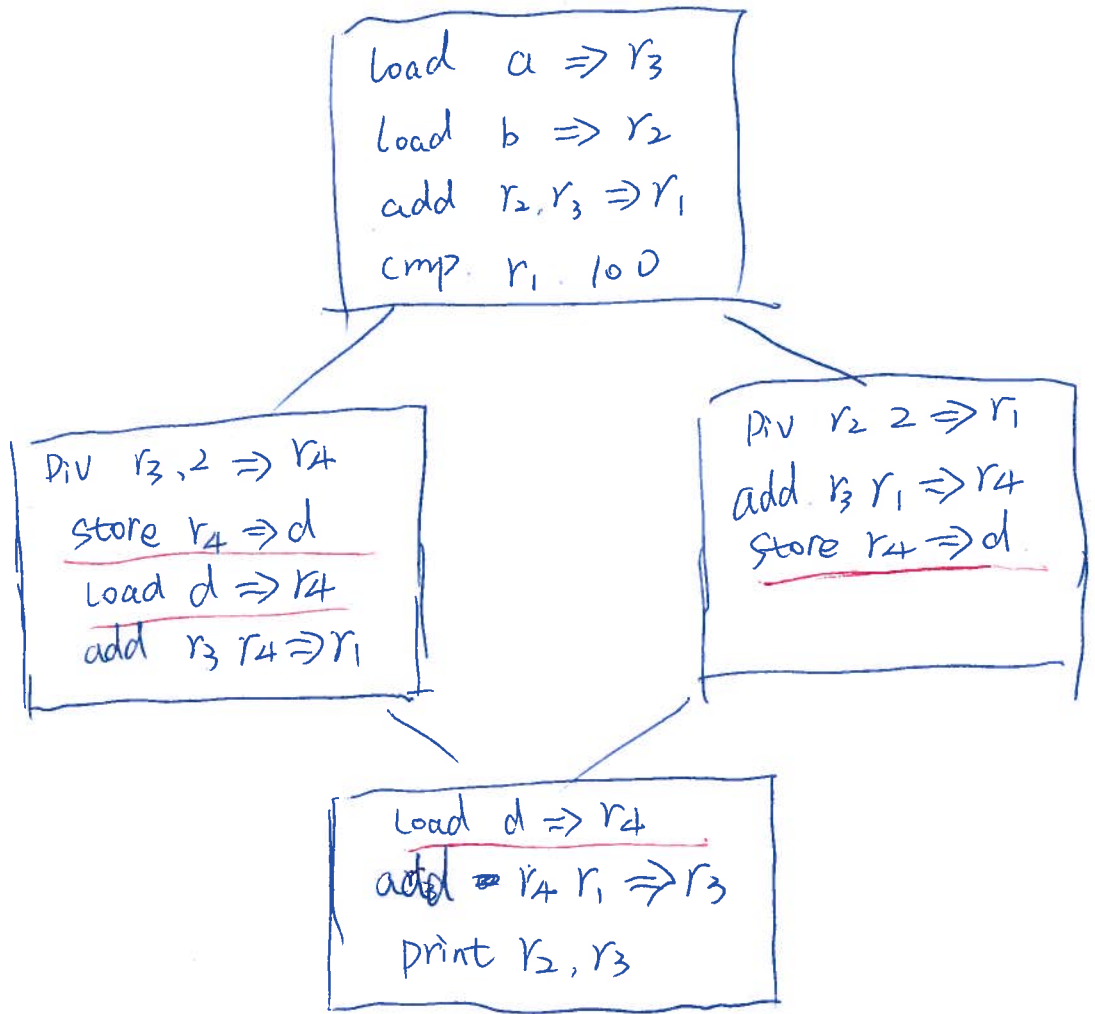 load a ⇒ r3
load b ⇒ r2
add r2, r3 ⇒ r1
cmp. r1 . 100
Div r3, 2 ⇒ r4
store r4 ⇒ d
Load d ⇒ r4
add r3 r4 ⇒ r1
Div r2 2 ⇒ r1
add r3 r1 ⇒ r4
store r4 ⇒ d
Load d ⇒ r4
add r4 r1 ⇒ r3
print r2, r3